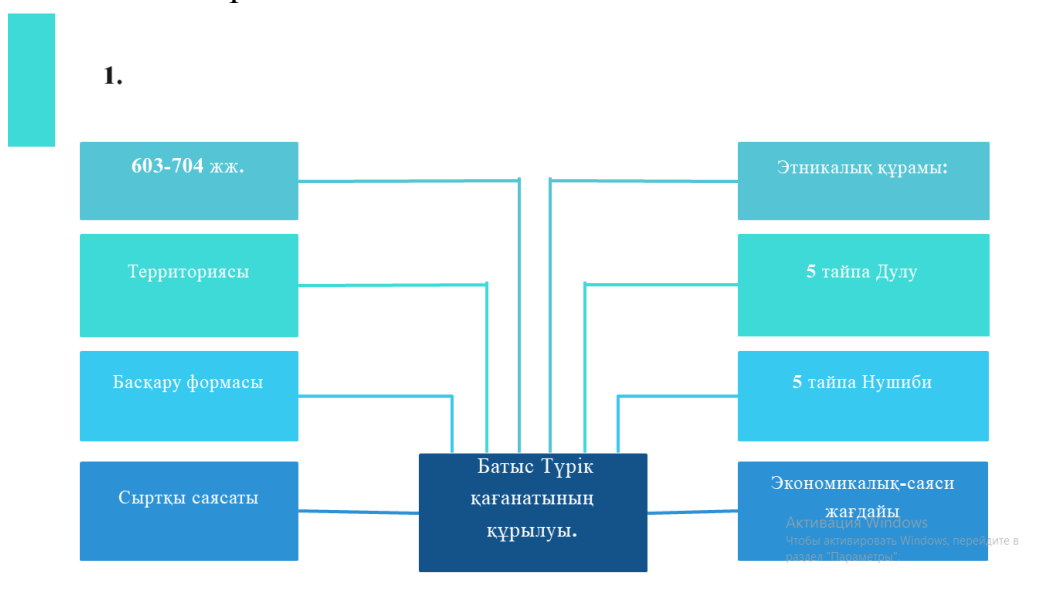 1.
603-704 жж.
Территориясы
Басқару формасы
Сыртқы саясаты
Батыс Түрік
қағанатының
құрылуы.
Этникалық құрамы:
5 тайпа Дулу
5 тайпа Нушиби
Экономикалық-саяси
жағдайы
Активация Windows
Чтобы активировать Windows, перейдите в
раздел "Параметры".